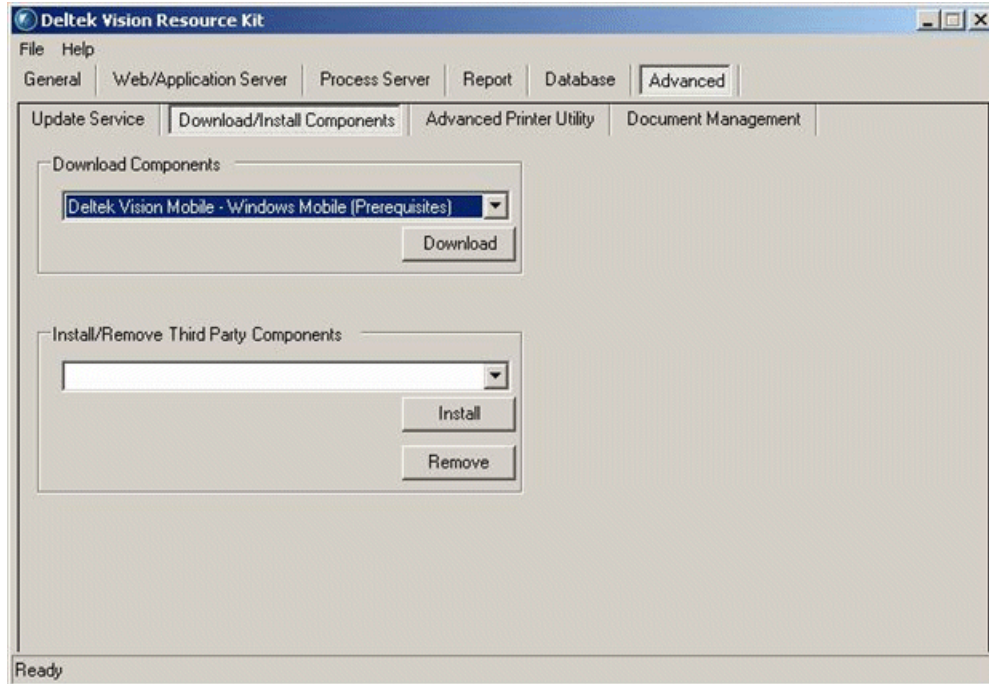 Deltek Vision Resource Kit
File Help
General Web/Application Server Process Server Report Database Advanced
Update Service Download/Install Components Advanced Printer Utility Document Management
Download Components
Deltek Vision Mobile - Windows Mobile (Prerequisites)
Download
Install/Remove Third Party Components
Install
Remove
Ready